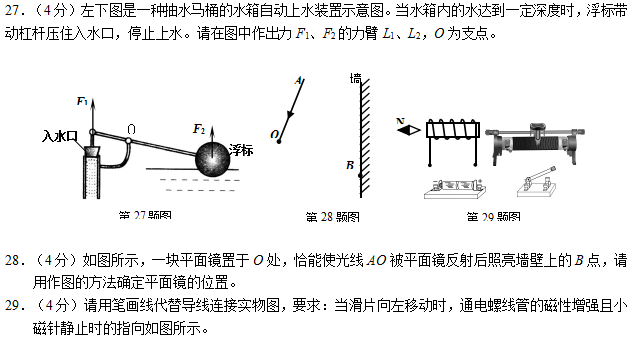 27.（4分）左下图是一种抽水马桶的水箱自动上水装置示意图。当水箱内的水达到一定深度时，浮标带
动杠杆压住入水口，停止上水。请在图中作出力 F₁、F₂的力臂 L₁、L₂，O 为支点。
F₁
O
F₂
入水口
浮标
第 27题图
A
O
墙
B
第 28题图
N
第 29题图
28.（4分）如图所示，一块平面镜置于 O 处，恰能使光线 AO 被平面镜反射后照亮墙壁上的 B 点，请
用作图的方法确定平面镜的位置。
29.（4分）请用笔画线代替导线连接实物图，要求：当滑片向左移动时，通电螺线管的磁性增强且小
磁针静止时的指向如图所示。